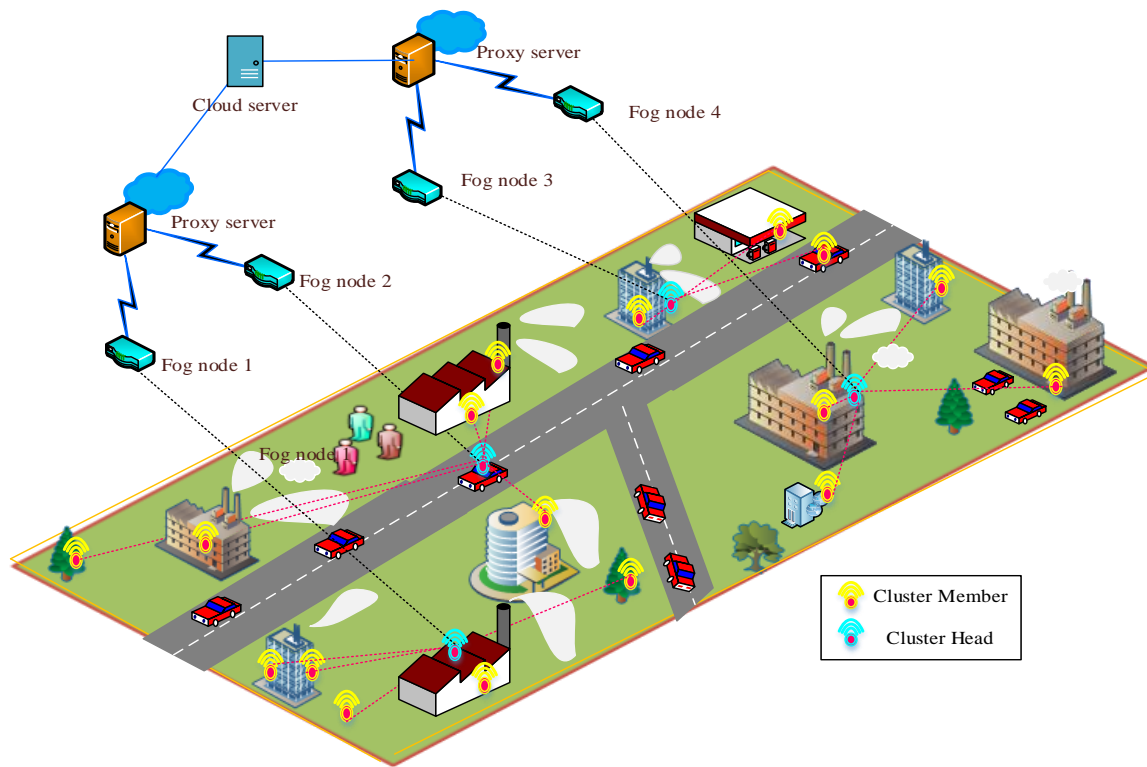 Proxy server
Cloud server
Fog node 4
Fog node 3
Proxy server
Fog node 2
Fog node 1
Fog node 1
Cluster Member
Cluster Head